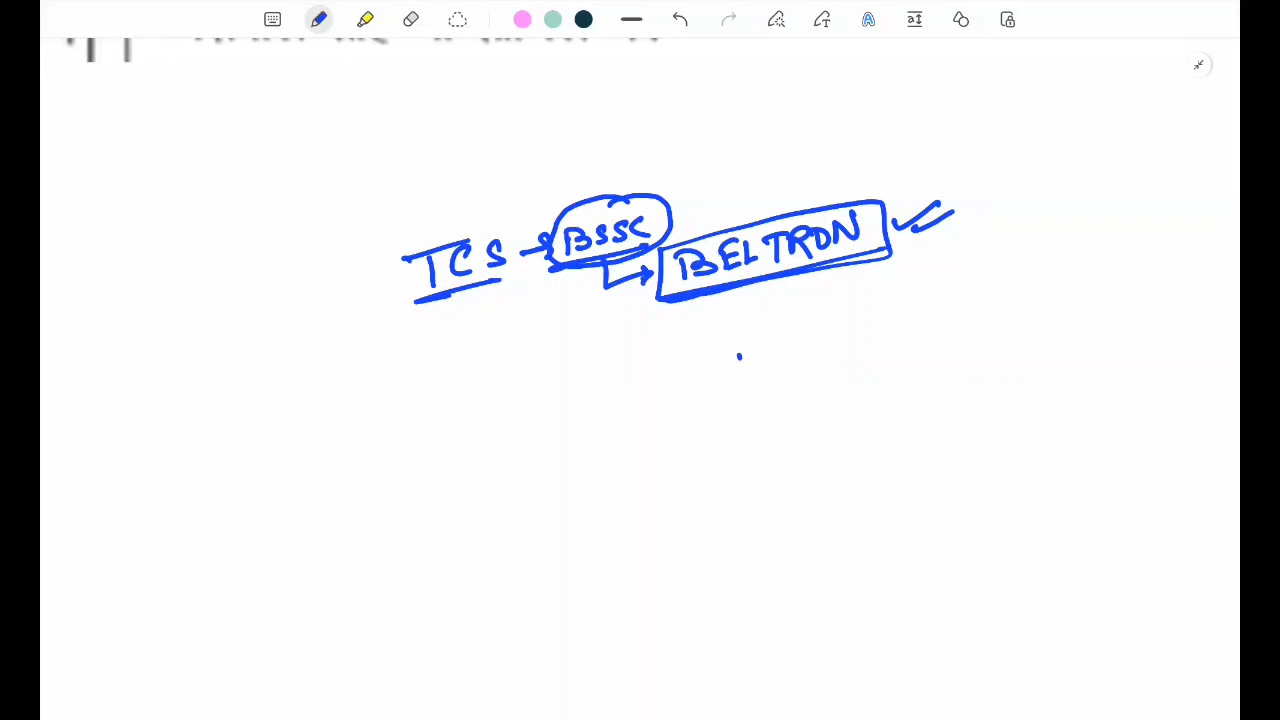 TCS → BSSC → BELTRON